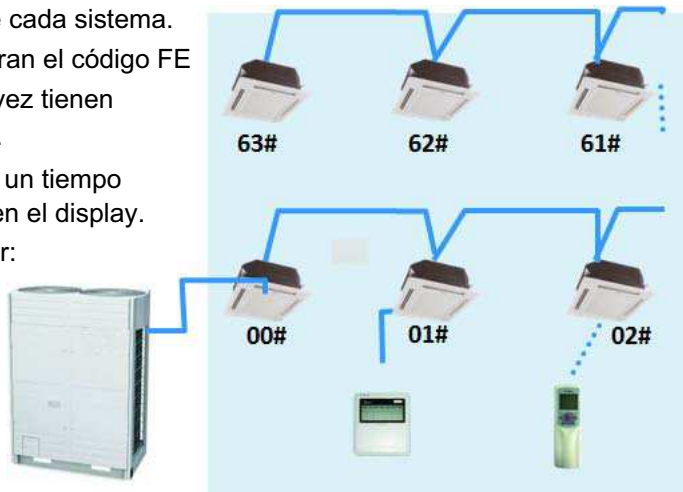 e cada sistema.
ran el código FE
vez tienen
un tiempo
en el display.
r:
63#
62#
61#
00#
01#
02#